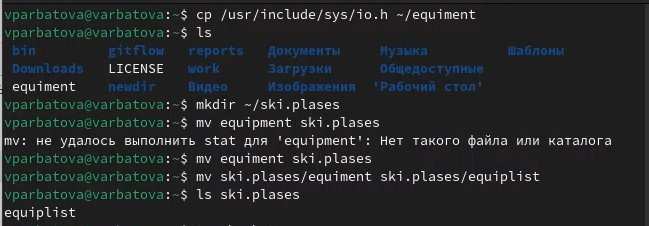 vparbatova@varbatova:~$ cp /usr/include/sys/io.h ~/equiment
vparbatova@varbatova:~$ ls
bin gitflow reports Документы Музыка Шаблоны
Downloads LICENSE work Загрузки Общедоступные
equiment newdir Видео Изображения 'Рабочий стол'
vparbatova@varbatova:~$ mkdir ~/ski.plases
vparbatova@varbatova:~$ mv equipment ski.plases
mv: не удалось выполнить stat для 'equipment': Нет такого файла или каталога
vparbatova@varbatova:~$ mv equiment ski.plases
vparbatova@varbatova:~$ mv ski.plases/equiment ski.plases/equiplist
vparbatova@varbatova:~$ ls ski.plases
equiplist